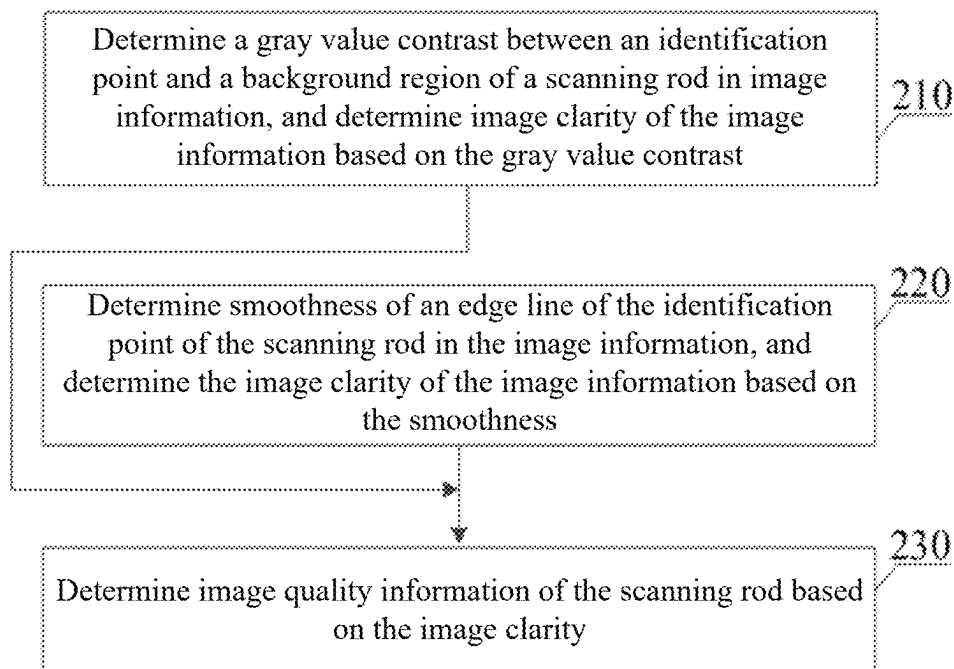 Determine a gray value contrast between an identification
point and a background region of a scanning rod in image
information, and determine image clarity of the image
information based on the gray value contrast
210
Determine smoothness of an edge line of the identification
point of the scanning rod in the image information, and
determine the image clarity of the image information based on
the smoothness
220
Determine image quality information of the scanning rod based
on the image clarity
230